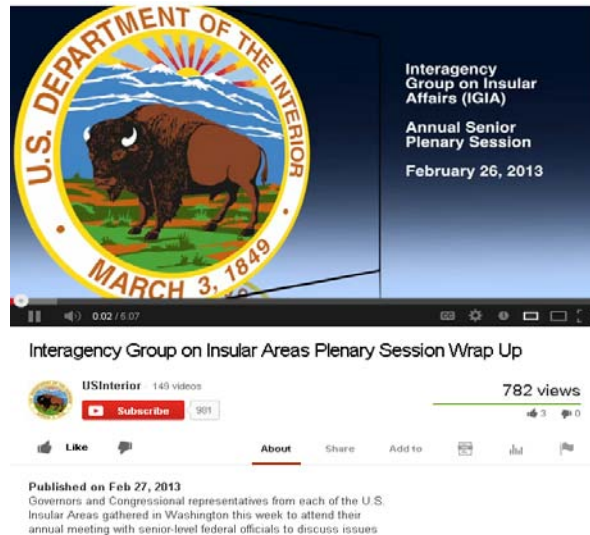 U.S. DEPARTMENT OF THE INTERIOR
MARCH 3, 1849
Interagency
Group on Insular
Affairs (IGIA)
Annual Senior
Plenary Session
February 26, 2013
0:02 / 5:07
Interagency Group on Insular Areas Plenary Session Wrap Up
USInterior · 149 videos
Subscribe 981
782 views
3 0
Like About Share Add to
Published on Feb 27, 2013
Governors and Congressional representatives from each of the U.S.
Insular Areas gathered in Washington this week to attend their
annual meeting with senior-level federal officials to discuss issues